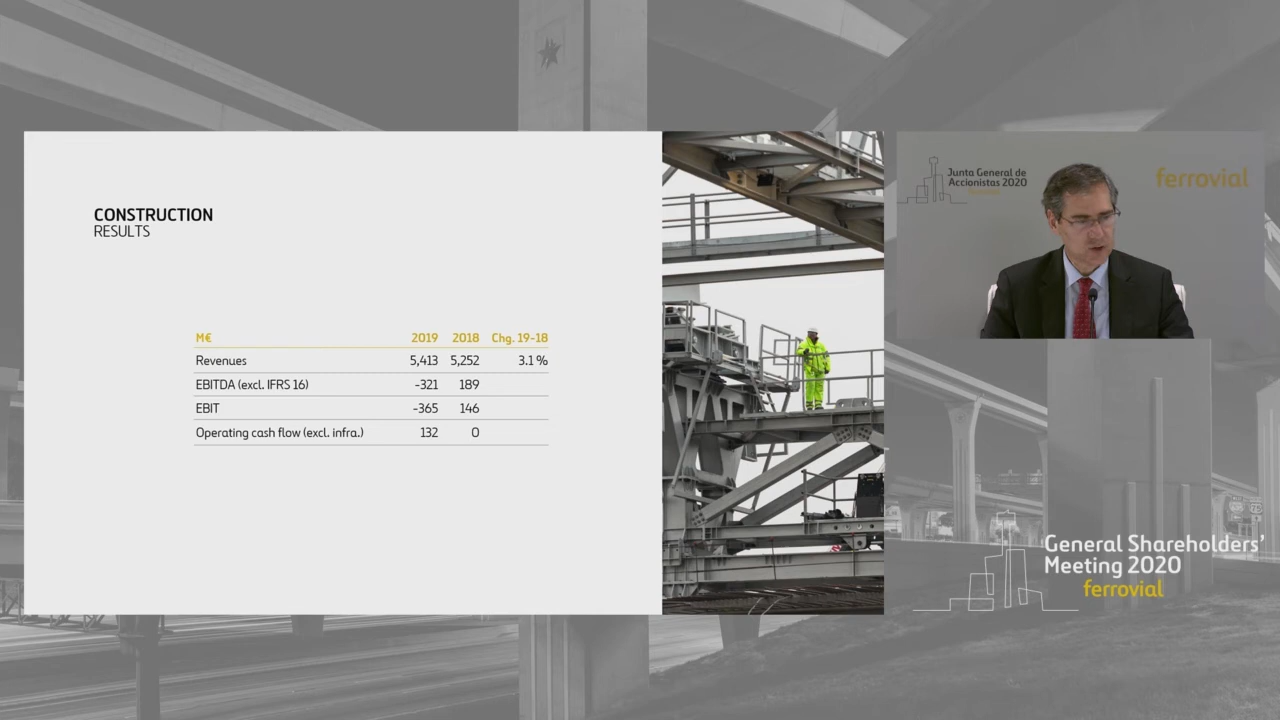 CONSTRUCTION
RESULTS
M€ 2019 2018 Chg. 19-18
Revenues 5,413 5,252 3.1 %
EBITDA (excl. IFRS 16) -321 189
EBIT -365 146
Operating cash flow (excl. infra.) 132 0
Junta General de
Accionistas 2020
ferrovial
ferrovial
General Shareholders'
Meeting 2020
ferrovial